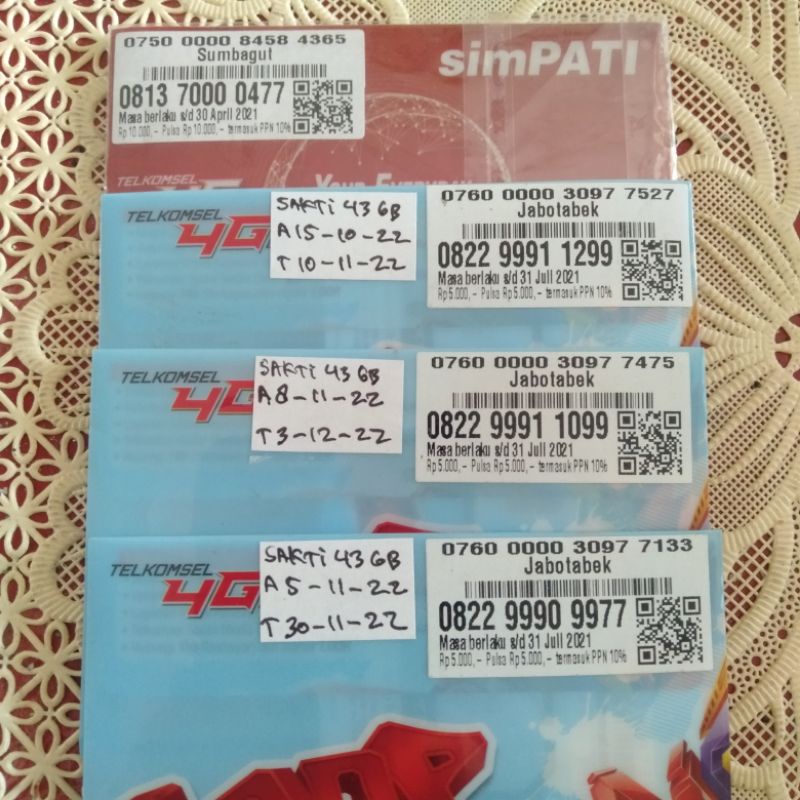 0750 0000 8458 4365
Sumbagut
0813 7000 0477
Masa berlaku s/d 30 April 2021
Rp 10.000,- Pulsa Rp 10.000,- termasuk PPN 10%
simPATI
TELKOMSEL
YOUR EVERYDAY
0760 0000 3097 7527
Jabotabek
0822 9991 1299
Masa berlaku s/d 31 Juli 2021
Rp 5.000,- Pulsa Rp 5.000,- termasuk PPN 10%
TELKOMSEL
4G
SAKTi 43 GB
A15-10-22
T10-11-22
0760 0000 3097 7475
Jabotabek
0822 9991 1099
Masa berlaku s/d 31 Juli 2021
Rp 5.000,- Pulsa Rp 5.000,- termasuk PPN 10%
TELKOMSEL
4G
SAKTi 43 GB
A8-11-22
T3-12-22
0760 0000 3097 7133
Jabotabek
0822 9990 9977
Masa berlaku s/d 31 Juli 2021
Rp 5.000,- Pulsa Rp 5.000,- termasuk PPN 10%
TELKOMSEL
4G
SAKTi 43 GB
A5-11-22
T30-11-22